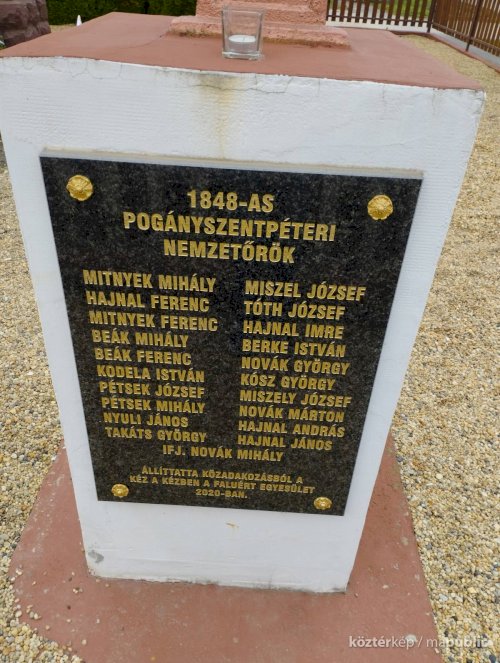 1848-AS
POGÁNYSZENTPÉTERI
NEMZETŐRÖK
MITNYEK MIHÁLY
HAJNAL FERENC
MITNYEK FERENC
BEÁK MIHÁLY
BEÁK FERENC
KODELA ISTVÁN
PÉTSEK JÓZSEF
PÉTSEK MIHÁLY
NYULI JÁNOS
TAKÁTS GYÖRGY
MISZEL JÓZSEF
TÓTH JÓZSEF
HAJNAL IMRE
BERKE ISTVÁN
NOVÁK GYÖRGY
KÓSZ GYÖRGY
MISZELY JÓZSEF
NOVÁK MÁRTON
HAJNAL ANDRÁS
HAJNAL JÁNOS
IFJ. NOVÁK MIHÁLY
ÁLLÍTTATTA KÖZADAKOZÁSBÓL A
KÉZ A KÉZBEN A FALUÉRT EGYESÜLET
2020-BAN.
köztérkép / mapublic